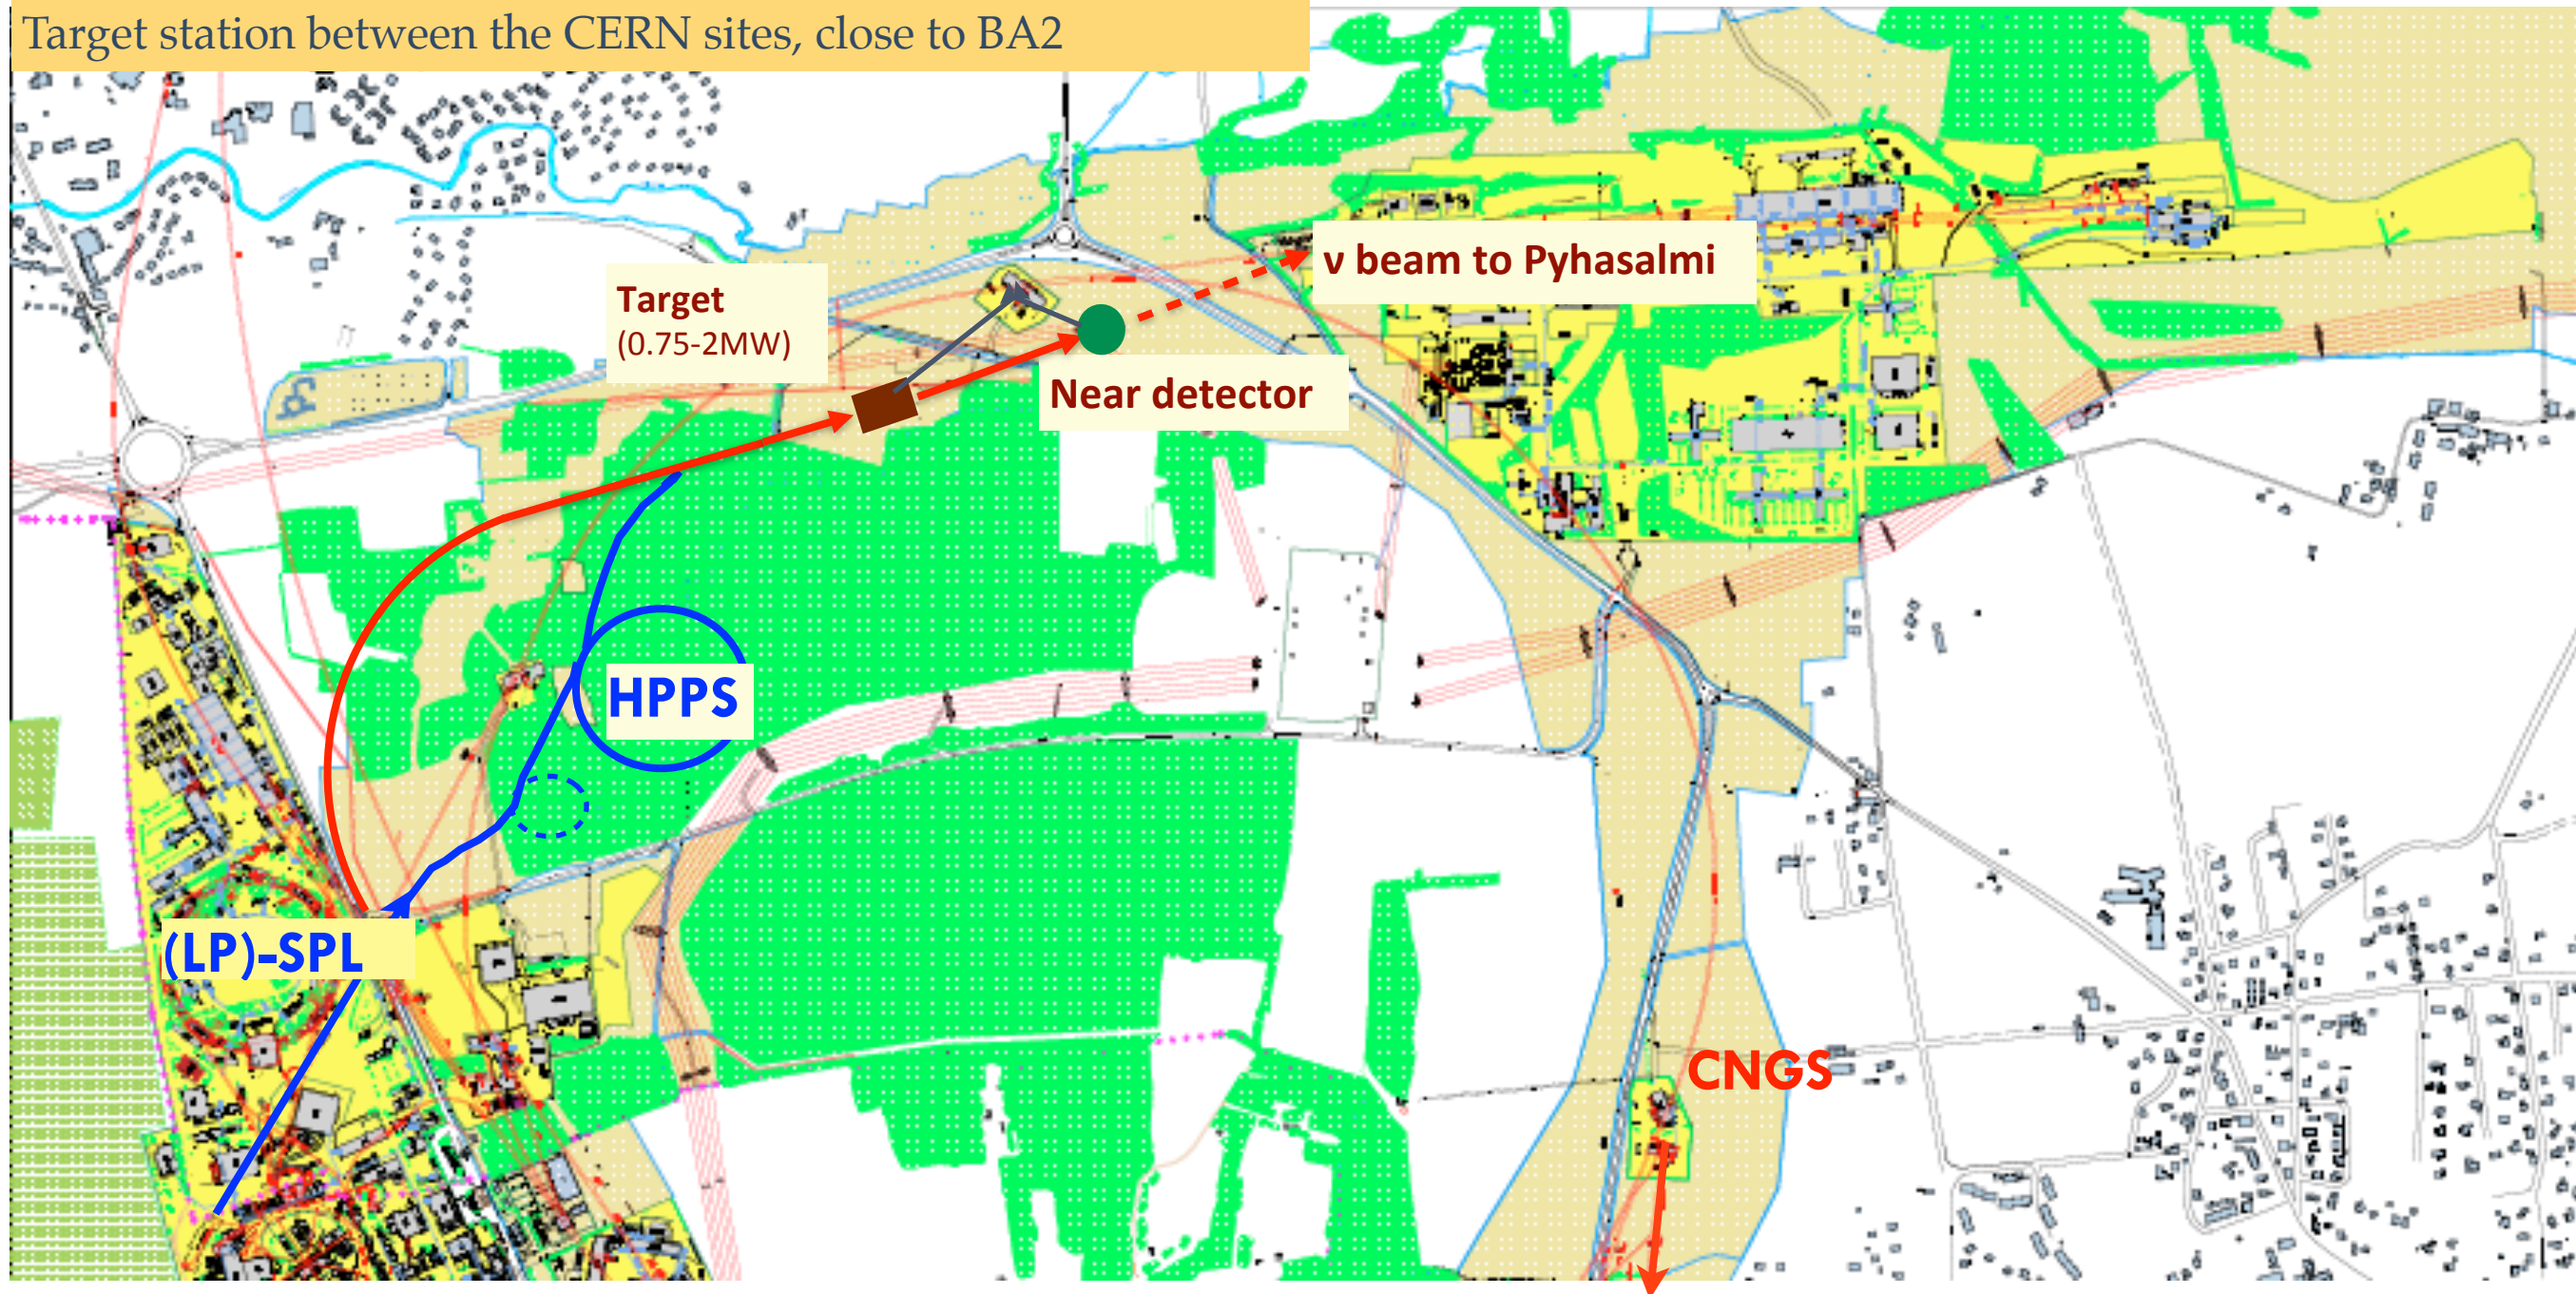 Target station between the CERN sites, close to BA2
ν beam to Pyhasalmi
Target
(0.75-2MW)
Near detector
HPPS
(LP)-SPL
CNGS